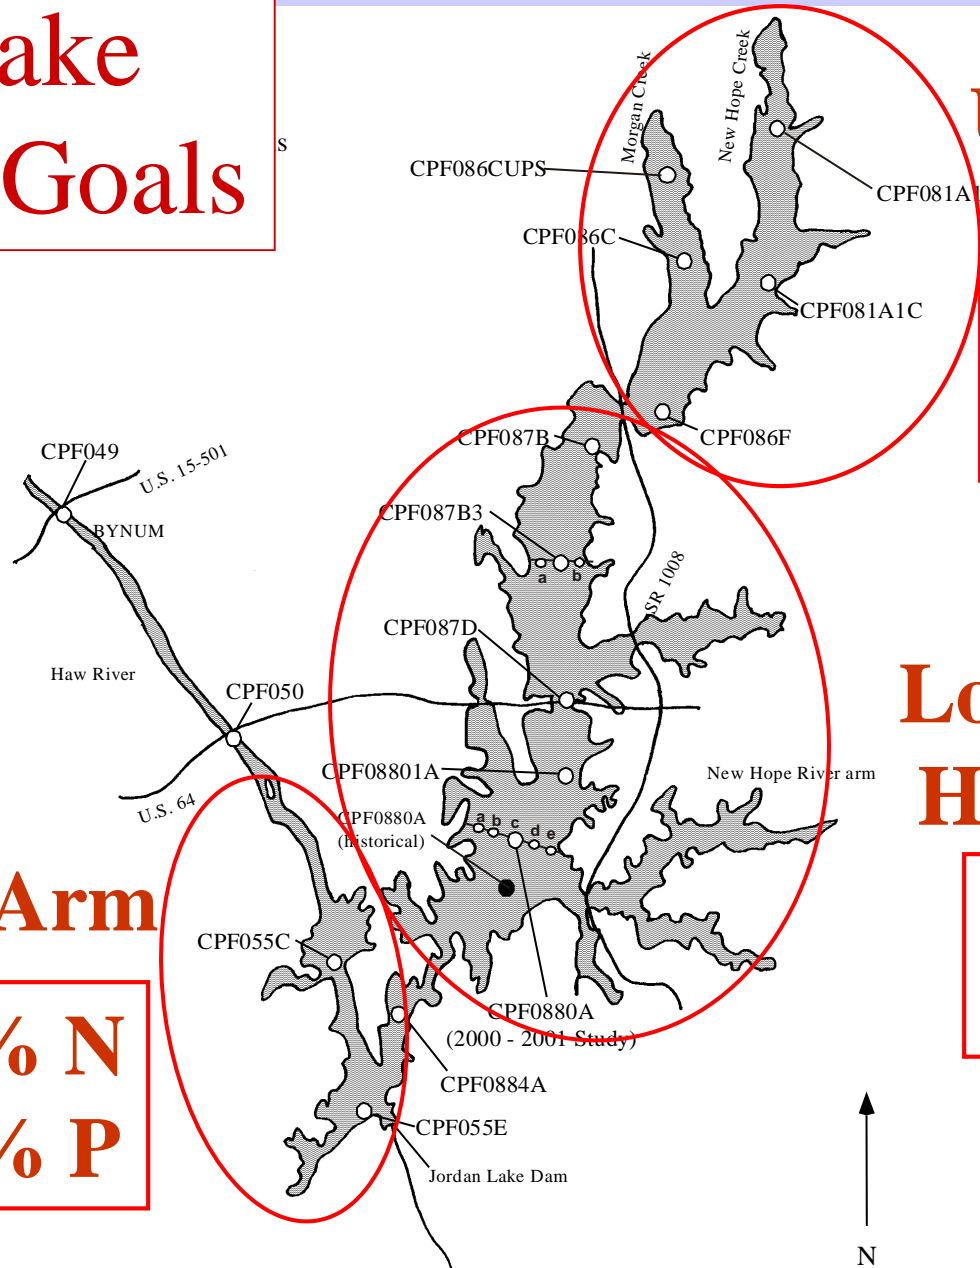 ake
Goals
s
Morgan Creek
New Hope Creek
CPF086CUPS
CPF081A1
CPF086C
CPF081A1C
CPF086F
CPF087B
CPF049
U.S. 15-501
BYNUM
CPF087B3
a
b
SR 1008
CPF087D
Haw River
CPF050
Lo
CPF08801A
New Hope River arm
H
U.S. 64
CPF0880A
(historical)
a b c d e
Arm
CPF055C
CPF0880A
(2000 - 2001 Study)
% N
CPF0884A
% P
CPF055E
Jordan Lake Dam
N